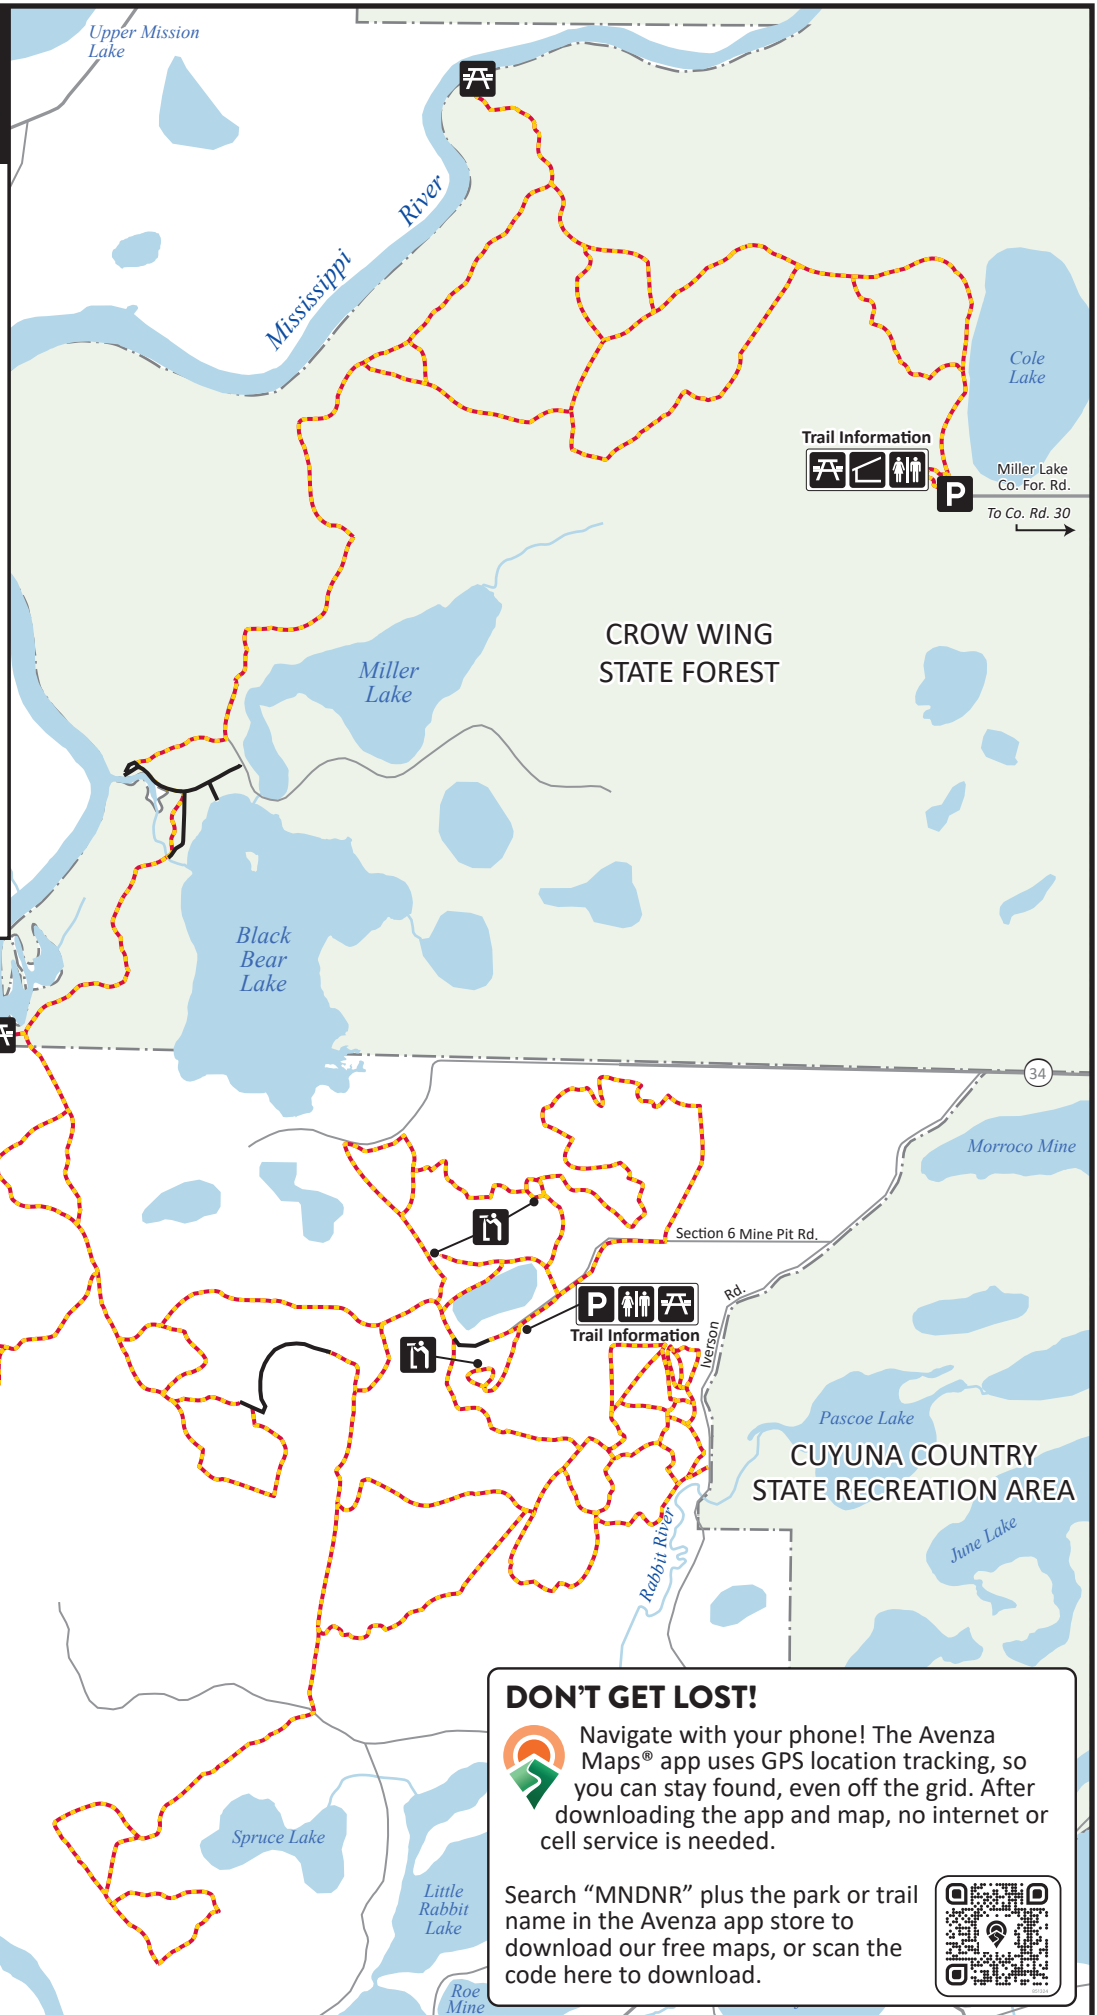 Upper Mission
Lake
Mississippi
River
Cole
Lake
Trail Information
P
Miller Lake
Co. For. Rd.
To Co. Rd. 30
CROW WING
STATE FOREST
Miller
Lake
Black
Bear
Lake
34
Morroco Mine
Section 6 Mine Pit Rd.
P
Trail Information
Iverson
Rd.
Pascoe Lake
CUYUNA COUNTRY
STATE RECREATION AREA
June Lake
Rabbit River
DON'T GET LOST!
Navigate with your phone! The Avenza
Maps® app uses GPS location tracking, so
you can stay found, even off the grid. After
downloading the app and map, no internet or
cell service is needed.
Search “MNDNR” plus the park or trail
name in the Avenza app store to
download our free maps, or scan the
code here to download.
Spruce Lake
Little
Rabbit
Lake
Roe
Mine